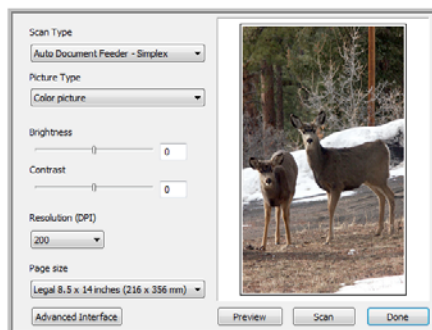 Scan Type
Auto Document Feeder - Simplex
Picture Type
Color picture
Brightness
0
Contrast
0
Resolution (DPI)
200
Page size
Legal 8.5 x 14 inches (216 x 356 mm)
Advanced Interface
Preview
Scan
Done